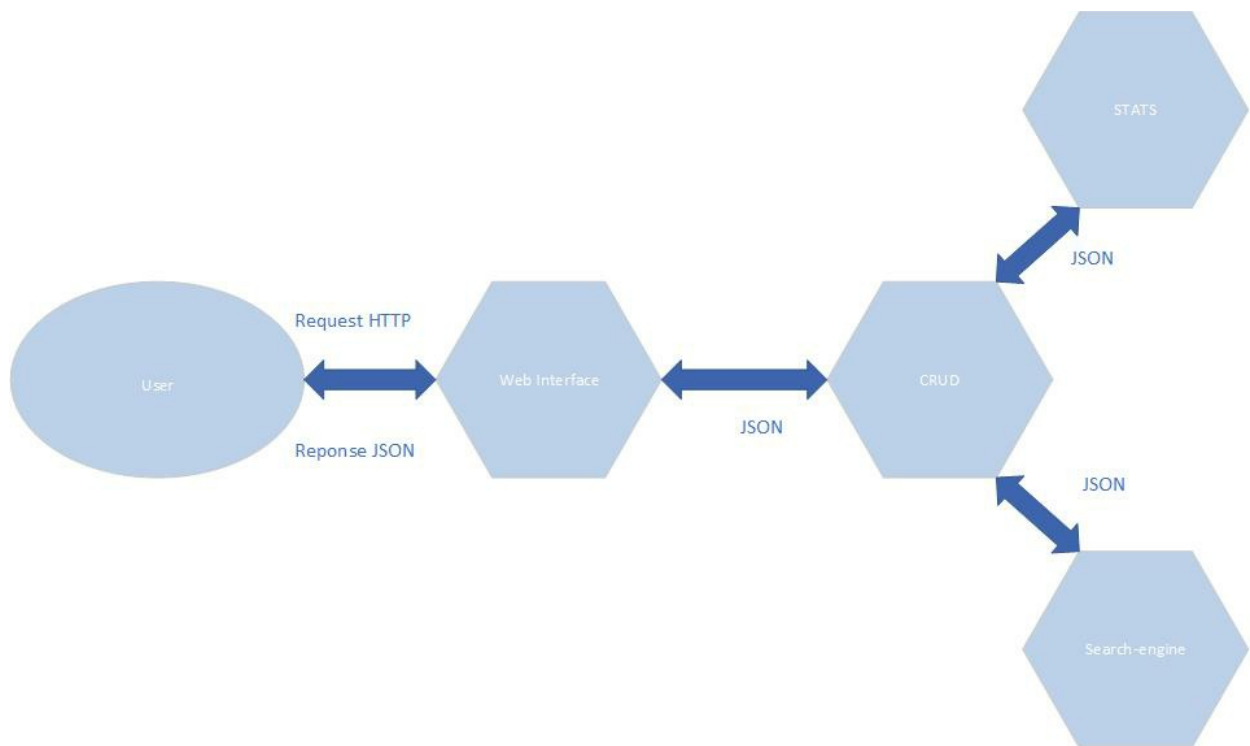 STATS
JSON
Request HTTP
User
Web Interface
CRUD
Reponse JSON
JSON
JSON
Search-engine